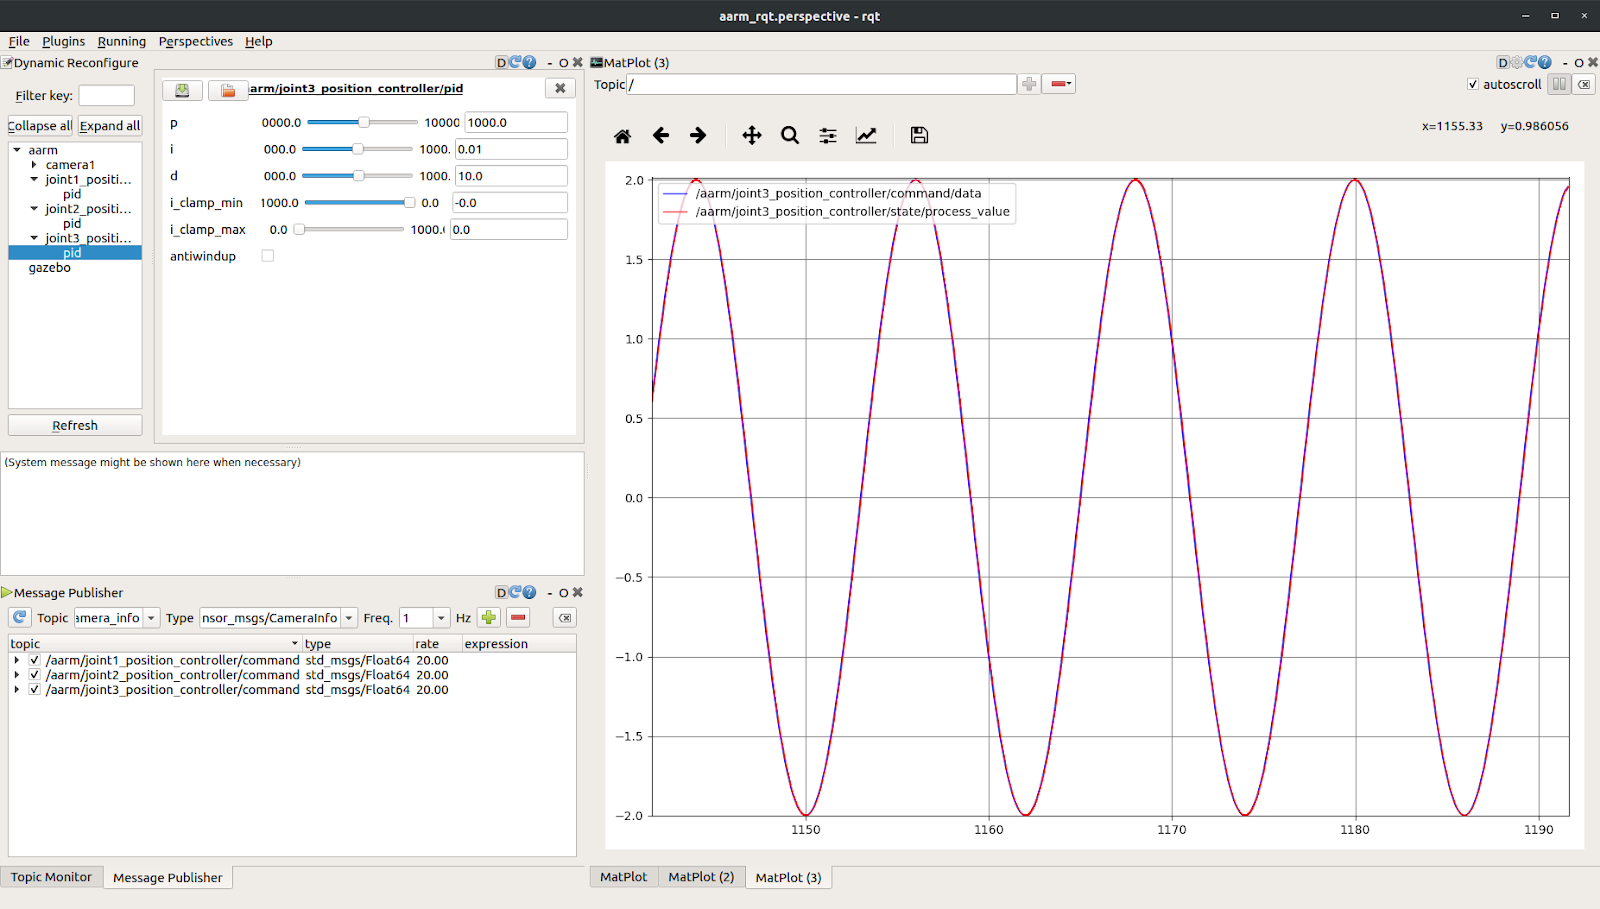 aarm_rqt.perspective - rqt
File Plugins Running Perspectives Help
Dynamic Reconfigure
D - O
Filter key:
Collapse all Expand all
aarm
camera1
joint1_positi...
pid
joint2_positi...
pid
joint3_positi...
pid
gazebo
Refresh
arm/joint3_position_controller/pid
p 0000.0 10000 1000.0
i 000.0 1000. 0.01
d 000.0 1000. 10.0
i_clamp_min 1000.0 0.0 -0.0
i_clamp_max 0.0 1000.( 0.0
antiwindup
(System message might be shown here when necessary)
Message Publisher
D - O
Topic amera_info Type nsor_msgs/CameraInfo Freq. 1 Hz
topic type rate expression
/aarm/joint1_position_controller/command std_msgs/Float64 20.00
/aarm/joint2_position_controller/command std_msgs/Float64 20.00
/aarm/joint3_position_controller/command std_msgs/Float64 20.00
Topic Monitor Message Publisher
MatPlot (3)
D - O
Topic /
autoscroll
x=1155.33 y=0.986056
/aarm/joint3_position_controller/command/data
/aarm/joint3_position_controller/state/process_value
2.0
1.5
1.0
0.5
0.0
−0.5
−1.0
−1.5
−2.0
1150 1160 1170 1180 1190
MatPlot MatPlot (2) MatPlot (3)